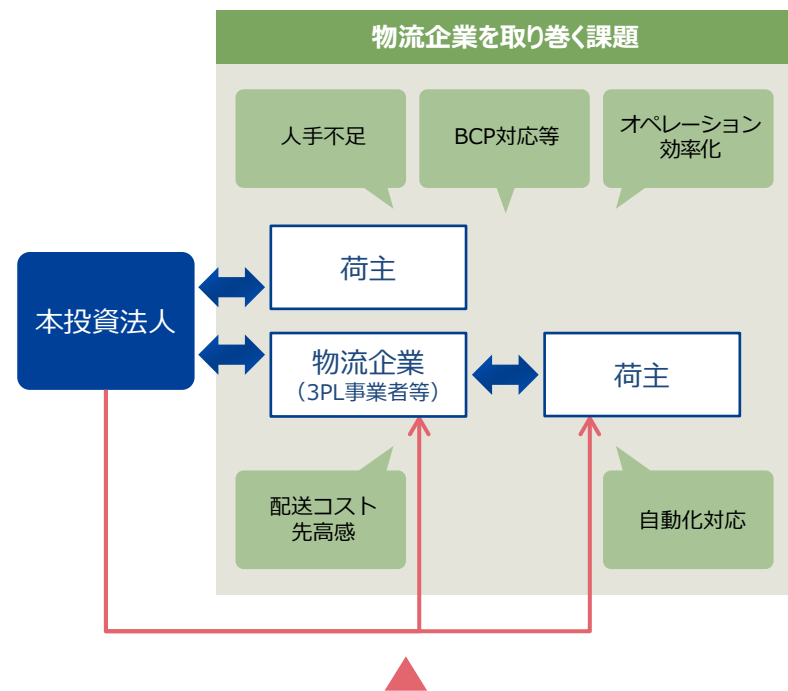 物流企業を取り巻く課題
人手不足
BCP対応等
オペレーション
効率化
荷主
本投資法人
物流企業
（3PL事業者等）
荷主
配送コスト
先高感
自動化対応